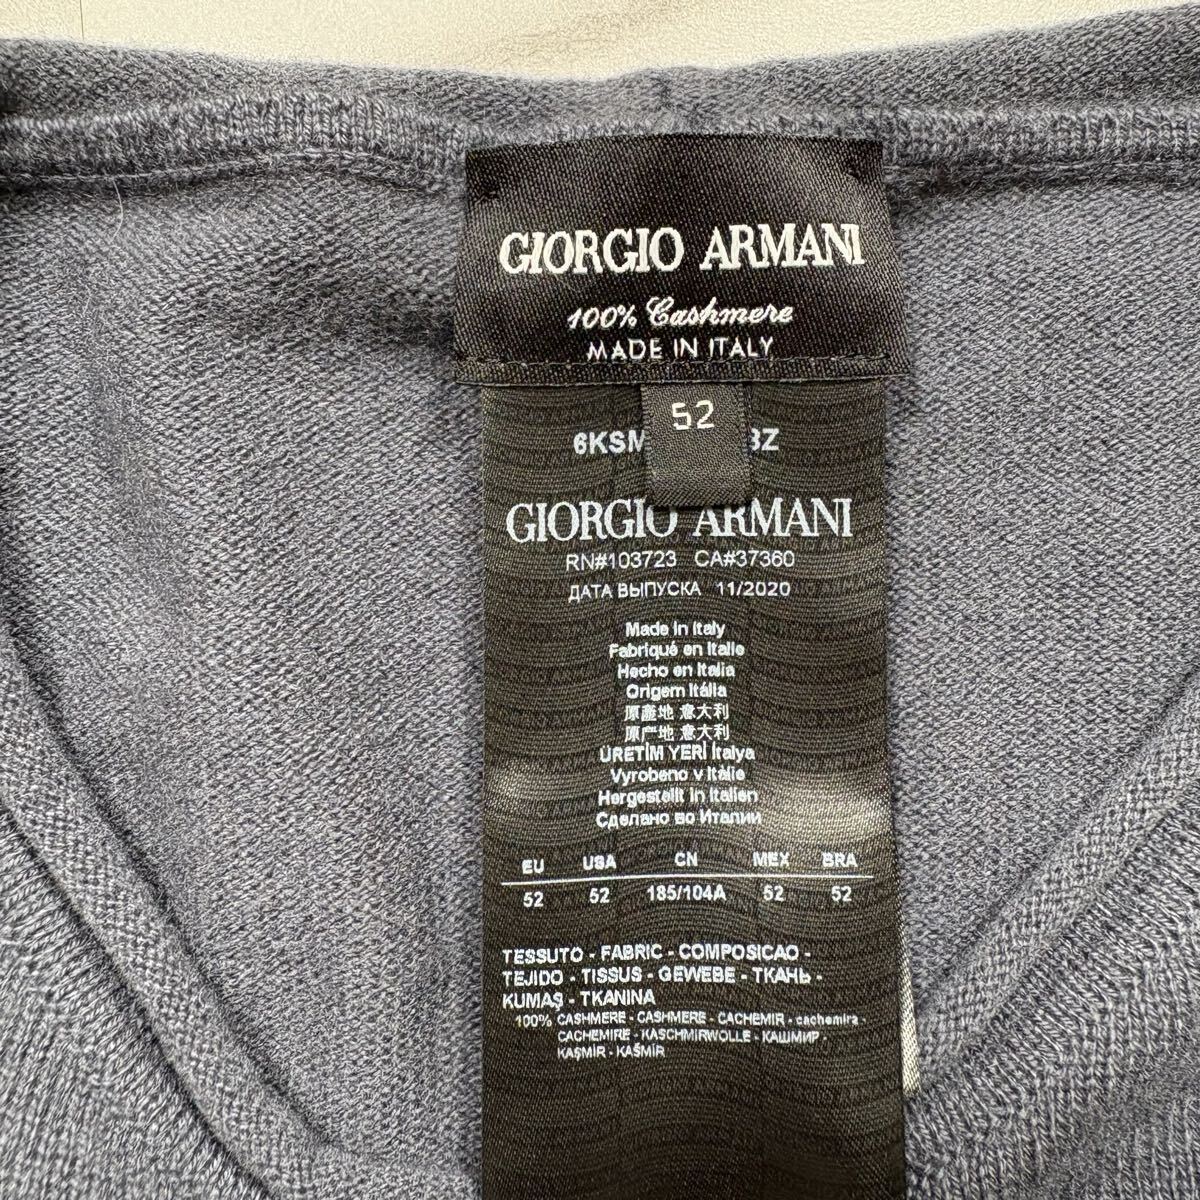 GIORGIO ARMANI
100% Cashmere
MADE IN ITALY
52
6KSM 3Z
GIORGIO ARMANI
RN#103723 CA#37360
ДАТА ВЫПУСКА 11/2020
Made in Italy
Fabriqué en Italie
Hecho en Italia
Origem Itália
原產地 意大利
原产地 意大利
ÜRETİM YERİ İtalya
Vyrobeno v Itálie
Hergestellt in Italien
Сделано во Италии
EU USA CN MEX BRA
52 52 185/104A 52 52
TESSUTO - FABRIC - COMPOSICAO -
TEJIDO - TISSUS - GEWEBE - ТКАНЬ -
KUMAŞ - TKANINA
100% CASHMERE - CASHMERE - CACHEMIR - cachemira -
CACHEMIRE - KASCHMIRWOLLE - КАШМИР -
KAŞMIR - KAŠMÍR